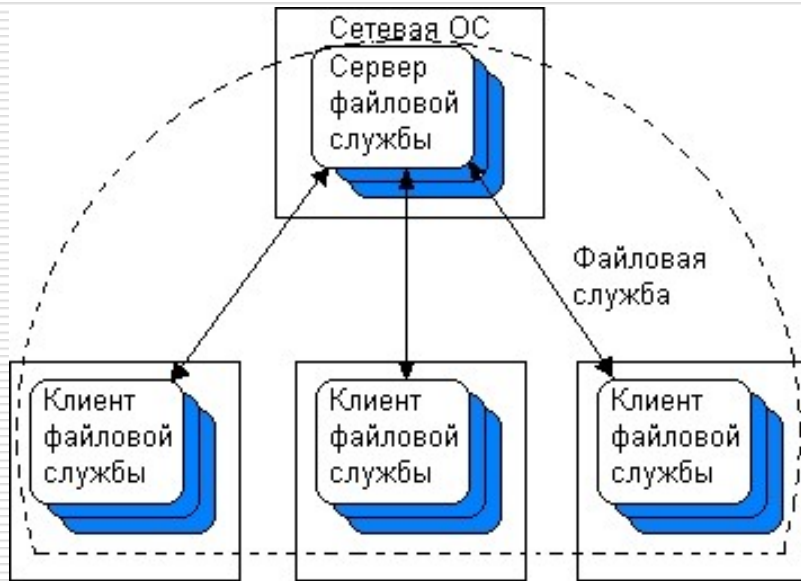 Сетевая ОС
Сервер
файловой
службы
Файловая
служба
Клиент
файловой
службы
Клиент
файловой
службы
Клиент
файловой
службы